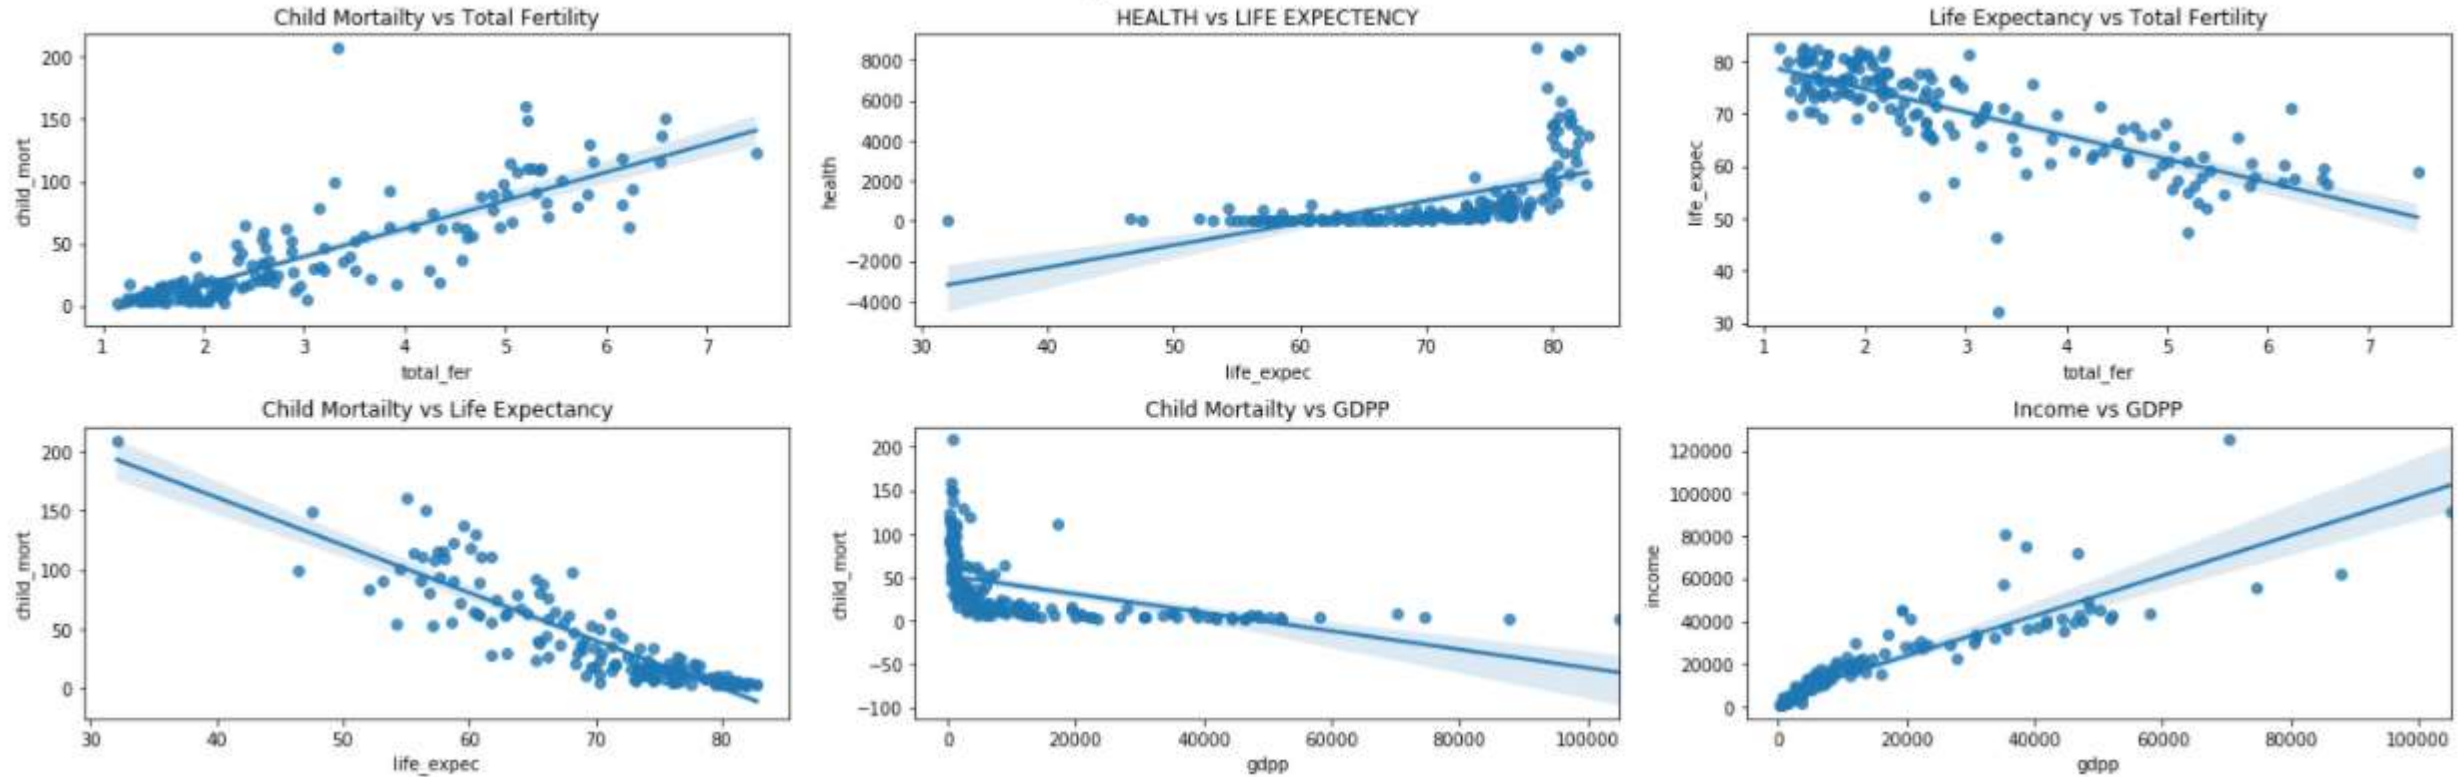 Child Mortailty vs Total Fertility
200
150
100
50
0
child_mort
1 2 3 4 5 6 7
total_fer
HEALTH vs LIFE EXPECTENCY
8000
6000
4000
2000
0
−2000
−4000
health
30 40 50 60 70 80
life_expec
Life Expectancy vs Total Fertility
80
70
60
50
40
30
life_expec
1 2 3 4 5 6 7
total_fer
Child Mortailty vs Life Expectancy
200
150
100
50
0
child_mort
30 40 50 60 70 80
life_expec
Child Mortailty vs GDPP
200
150
100
50
0
−50
−100
child_mort
0 20000 40000 60000 80000 100000
gdpp
Income vs GDPP
120000
100000
80000
60000
40000
20000
0
income
0 20000 40000 60000 80000 100000
gdpp